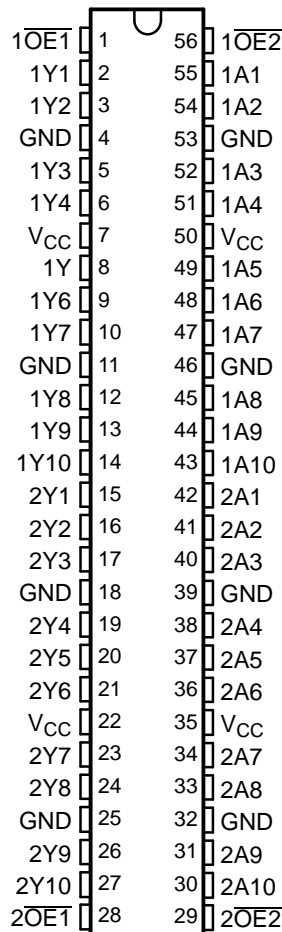 1OE1 1 56 1OE2
1Y1 2 55 1A1
1Y2 3 54 1A2
GND 4 53 GND
1Y3 5 52 1A3
1Y4 6 51 1A4
VCC 7 50 VCC
1Y 8 49 1A5
1Y6 9 48 1A6
1Y7 10 47 1A7
GND 11 46 GND
1Y8 12 45 1A8
1Y9 13 44 1A9
1Y10 14 43 1A10
2Y1 15 42 2A1
2Y2 16 41 2A2
2Y3 17 40 2A3
GND 18 39 GND
2Y4 19 38 2A4
2Y5 20 37 2A5
2Y6 21 36 2A6
VCC 22 35 VCC
2Y7 23 34 2A7
2Y8 24 33 2A8
GND 25 32 GND
2Y9 26 31 2A9
2Y10 27 30 2A10
2OE1 28 29 2OE2